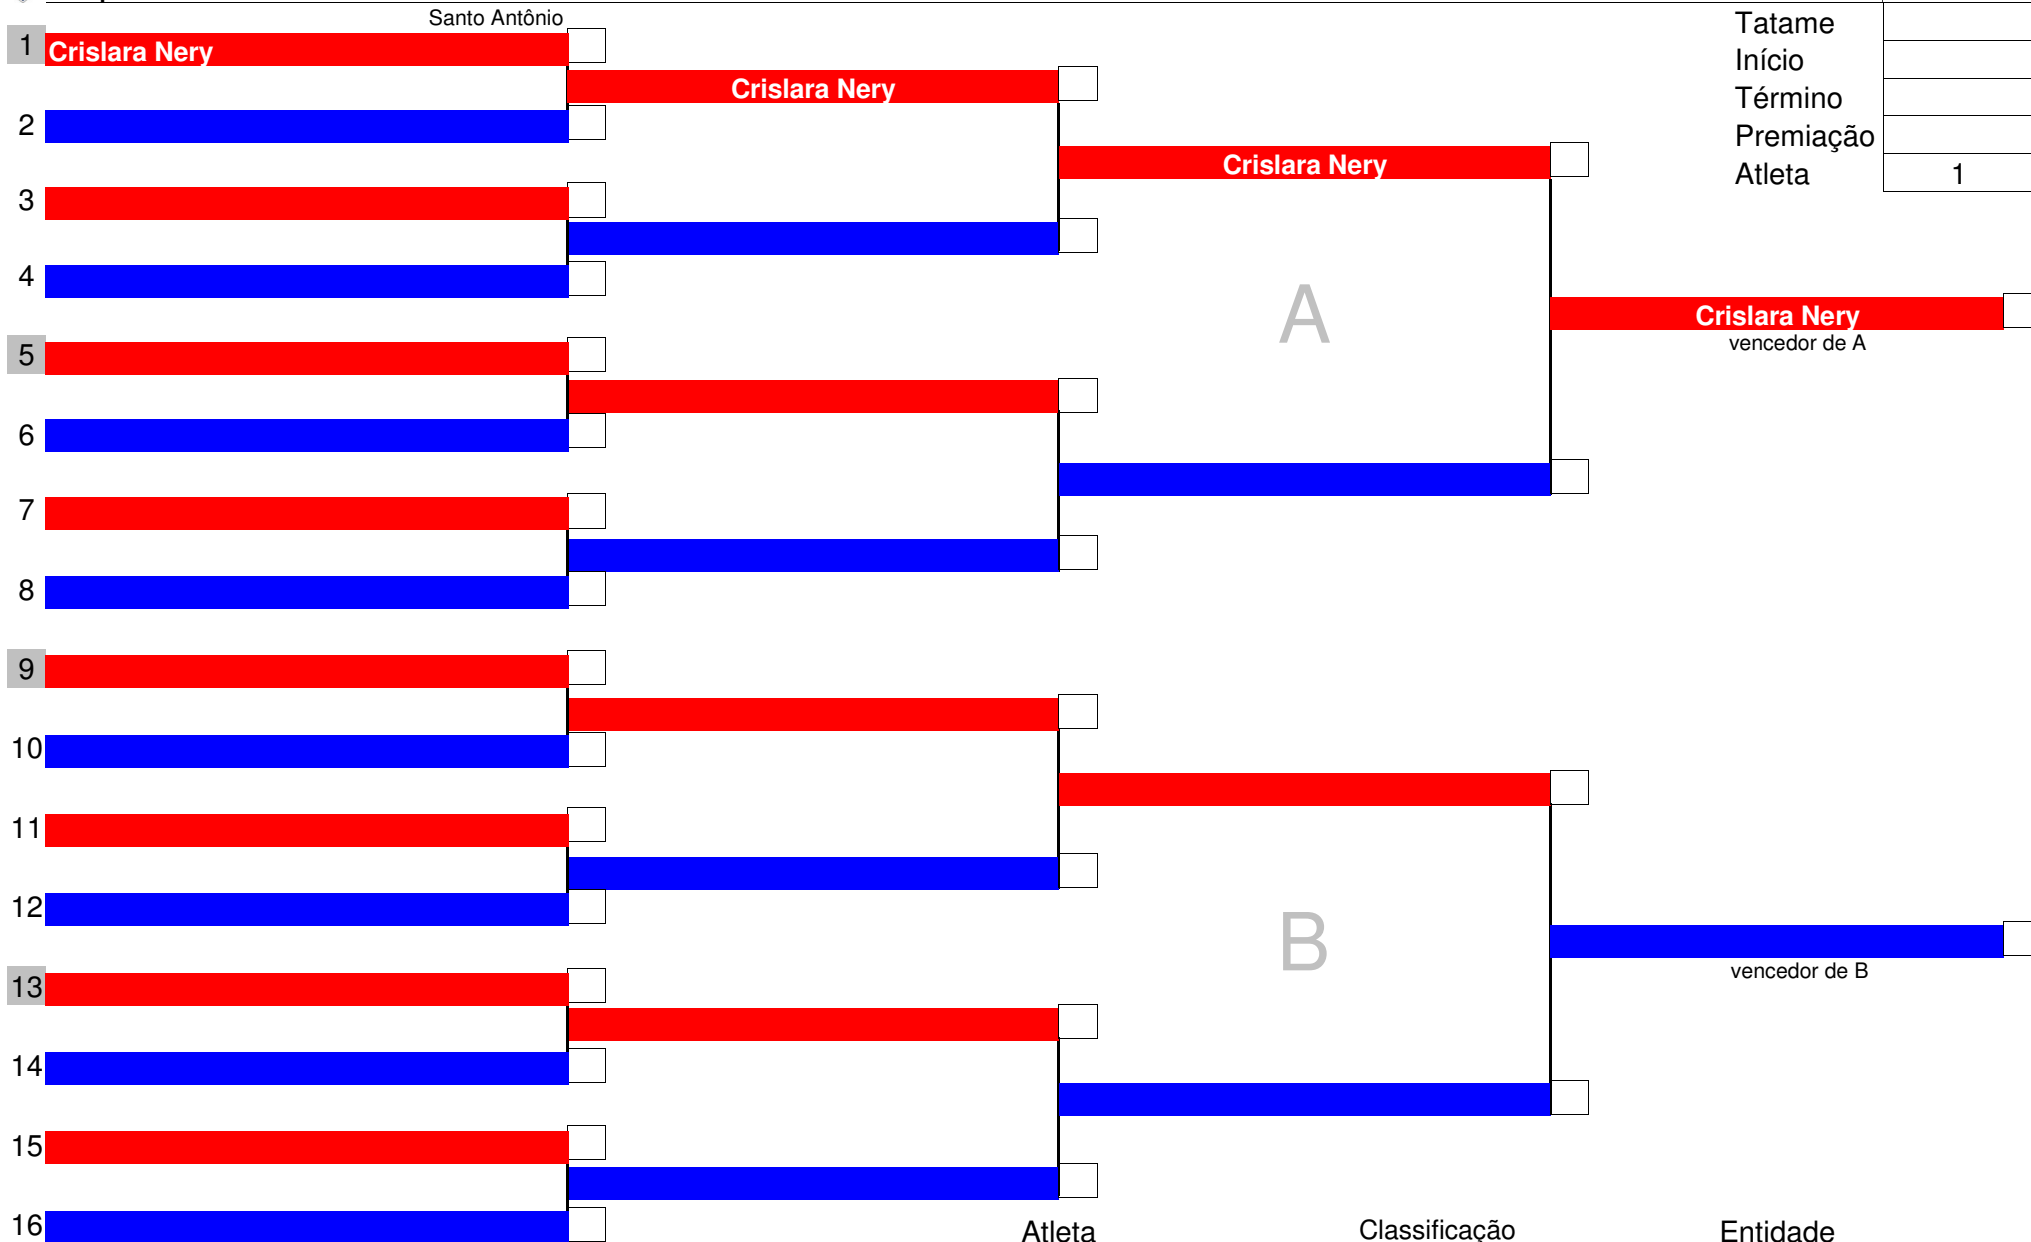 Santo Antônio
1 Crislara Nery
Crislara Nery
2
Crislara Nery
3
4
Crislara Nery
vencedor de A
A
5
6
7
8
9
10
11
12
B
vencedor de B
13
14
15
16
Tatame
Início
Término
Premiação
Atleta 1
Atleta Classificação Entidade